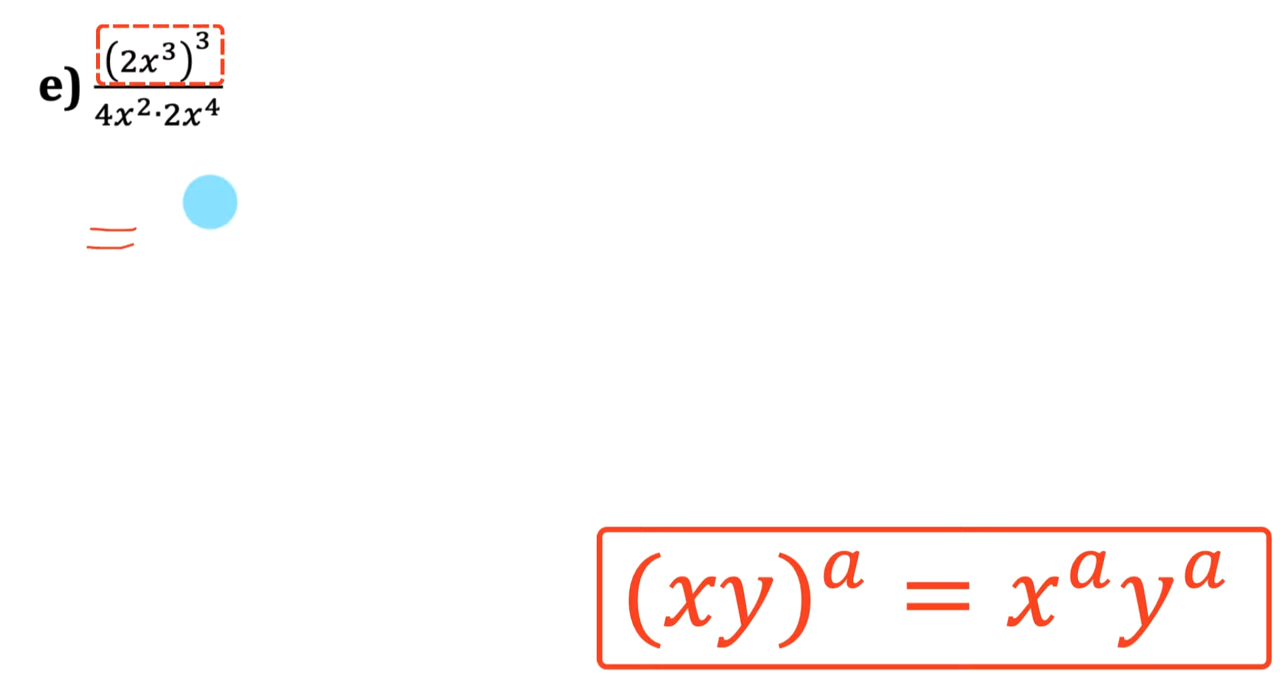 e) (2x³)³
4x²·2x⁴
=
(xy)ᵃ = xᵃyᵃ